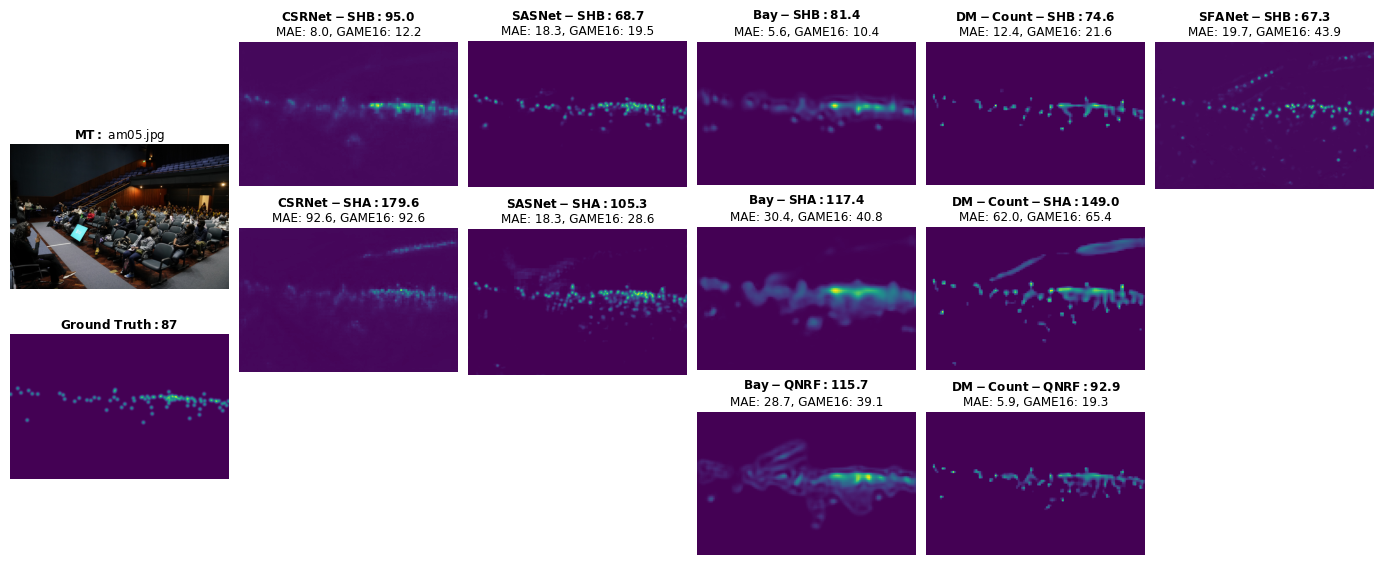 CSRNet − SHB : 95.0
MAE: 8.0, GAME16: 12.2
SASNet − SHB : 68.7
MAE: 18.3, GAME16: 19.5
Bay − SHB : 81.4
MAE: 5.6, GAME16: 10.4
DM − Count − SHB : 74.6
MAE: 12.4, GAME16: 21.6
SFANet − SHB : 67.3
MAE: 19.7, GAME16: 43.9
MT : am05.jpg
CSRNet − SHA : 179.6
MAE: 92.6, GAME16: 92.6
SASNet − SHA : 105.3
MAE: 18.3, GAME16: 28.6
Bay − SHA : 117.4
MAE: 30.4, GAME16: 40.8
DM − Count − SHA : 149.0
MAE: 62.0, GAME16: 65.4
Ground Truth : 87
Bay − QNRF : 115.7
MAE: 28.7, GAME16: 39.1
DM − Count − QNRF : 92.9
MAE: 5.9, GAME16: 19.3